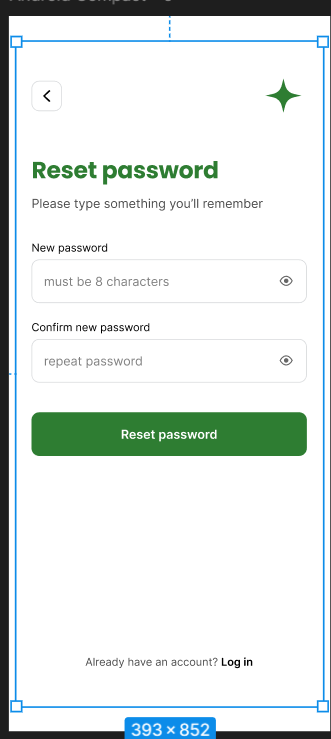 Reset password
Please type something you'll remember
New password
must be 8 characters
Confirm new password
repeat password
Reset password
Already have an account? Log in
393 × 852